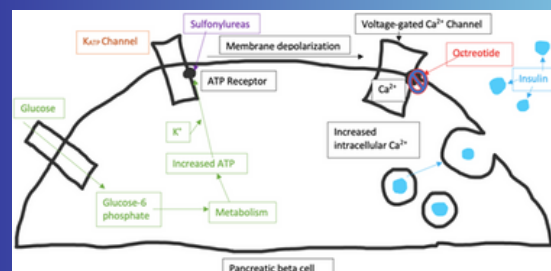 Sulfonylureas
Voltage-gated Ca²⁺ Channel
KATP Channel
Membrane depolarization
Octreotide
ATP Receptor
Ca²⁺
Insulin
Glucose
K⁺
Increased
intracellular Ca²⁺
Increased ATP
Glucose-6
phosphate
Metabolism
Pancreatic beta cell